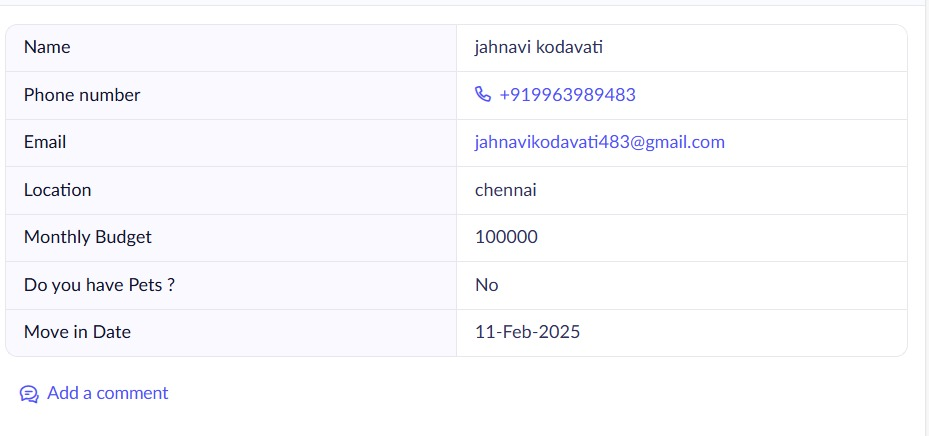 Name jahnavi kodavati
Phone number +919963989483
Email jahnavikodavati483@gmail.com
Location chennai
Monthly Budget 100000
Do you have Pets ? No
Move in Date 11-Feb-2025
Add a comment